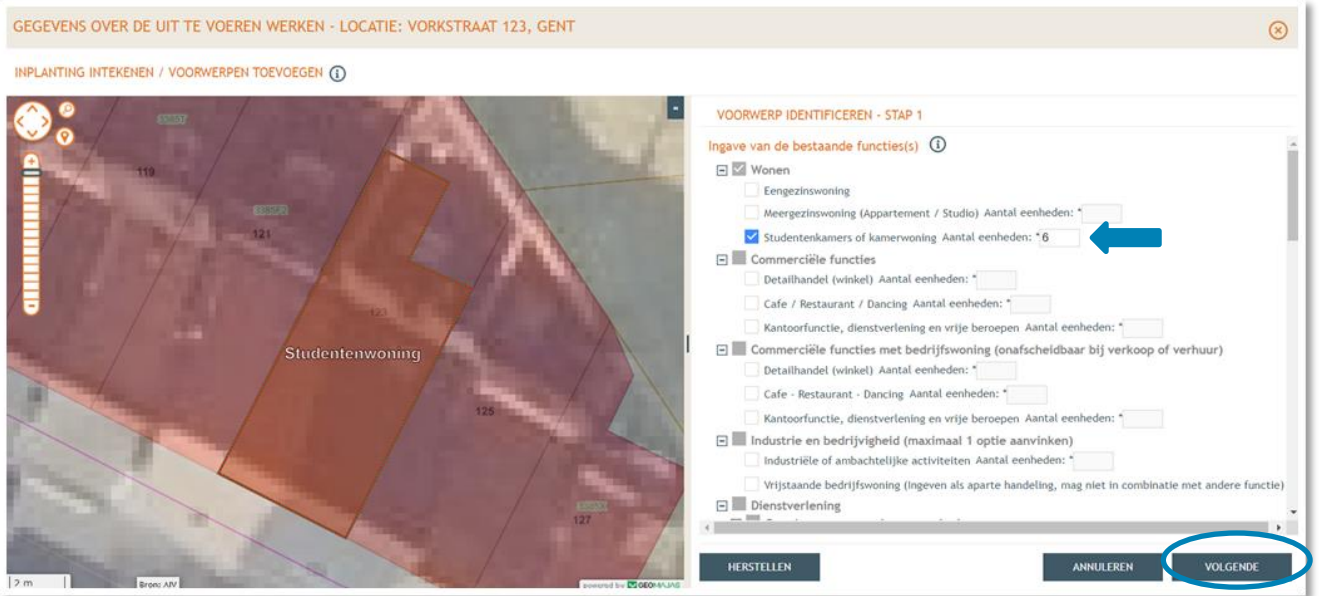 GEGEVENS OVER DE UIT TE VOEREN WERKEN - LOCATIE: VORKSTRAAT 123, GENT
INPLANTING INTEKENEN / VOORWERPEN TOEVOEGEN
119
121
123
Studentenwoning
125
127
2 m
Bron: AIV
powered by GEOMAJAS
VOORWERP IDENTIFICEREN - STAP 1
Ingave van de bestaande functies(s)
Wonen
Eengezinswoning
Meergezinswoning (Appartement / Studio) Aantal eenheden: *
Studentenkamers of kamerwoning Aantal eenheden: *6
Commerciële functies
Detailhandel (winkel) Aantal eenheden: *
Cafe / Restaurant / Dancing Aantal eenheden: *
Kantoorfunctie, dienstverlening en vrije beroepen Aantal eenheden: *
Commerciële functies met bedrijfswoning (onafscheidbaar bij verkoop of verhuur)
Detailhandel (winkel) Aantal eenheden: *
Cafe - Restaurant - Dancing Aantal eenheden: *
Kantoorfunctie, dienstverlening en vrije beroepen Aantal eenheden: *
Industrie en bedrijvigheid (maximaal 1 optie aanvinken)
Industriële of ambachtelijke activiteiten Aantal eenheden: *
Vrijstaande bedrijfswoning (Ingeven als aparte handeling, mag niet in combinatie met andere functie)
Dienstverlening
HERSTELLEN
ANNULEREN
VOLGENDE